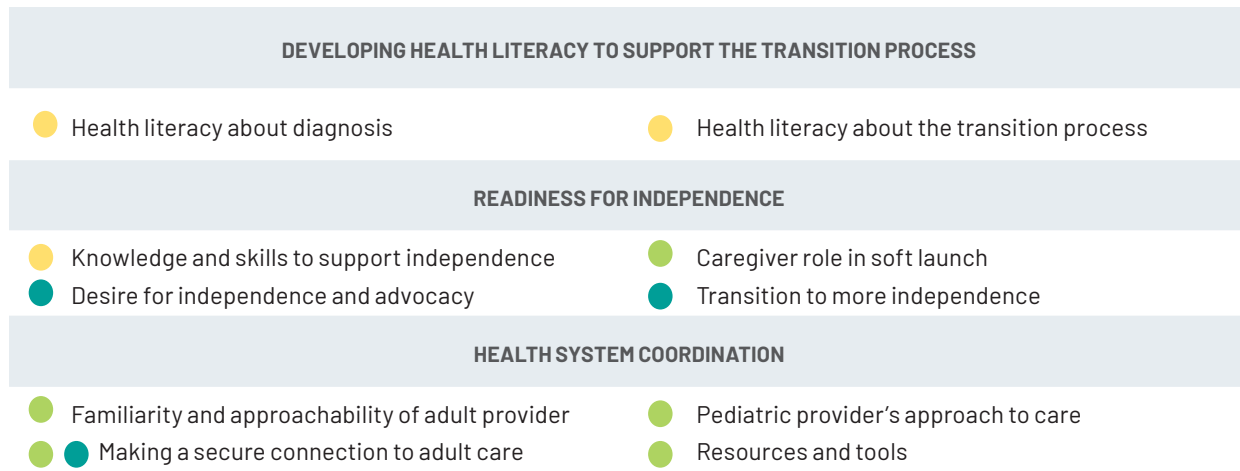 DEVELOPING HEALTH LITERACY TO SUPPORT THE TRANSITION PROCESS
Health literacy about diagnosis
Health literacy about the transition process
READINESS FOR INDEPENDENCE
Knowledge and skills to support independence
Caregiver role in soft launch
Desire for independence and advocacy
Transition to more independence
HEALTH SYSTEM COORDINATION
Familiarity and approachability of adult provider
Pediatric provider's approach to care
Making a secure connection to adult care
Resources and tools